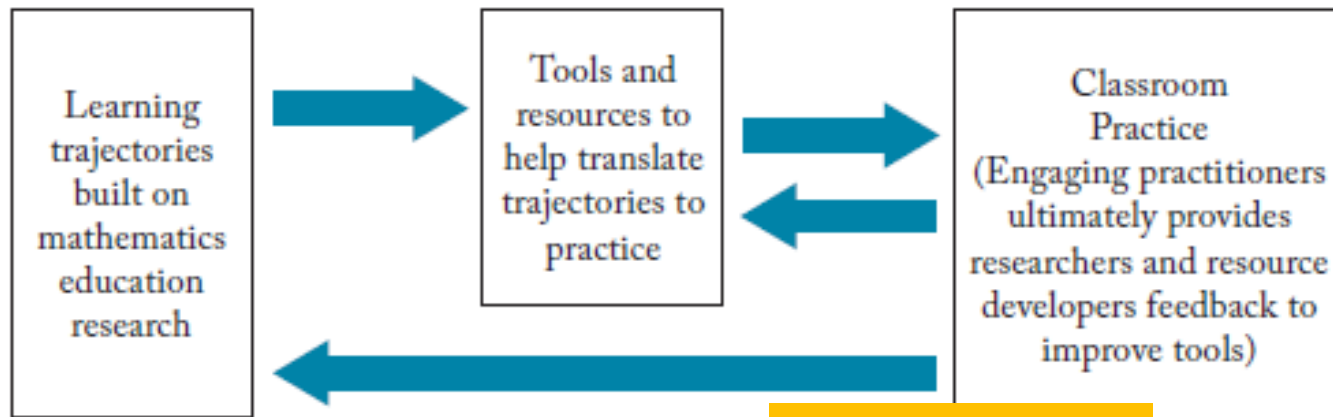 Learning
trajectories
built on
mathematics
education
research
Tools and
resources to
help translate
trajectories to
practice
Classroom
Practice
(Engaging practitioners
ultimately provides
researchers and resource
developers feedback to
improve tools)